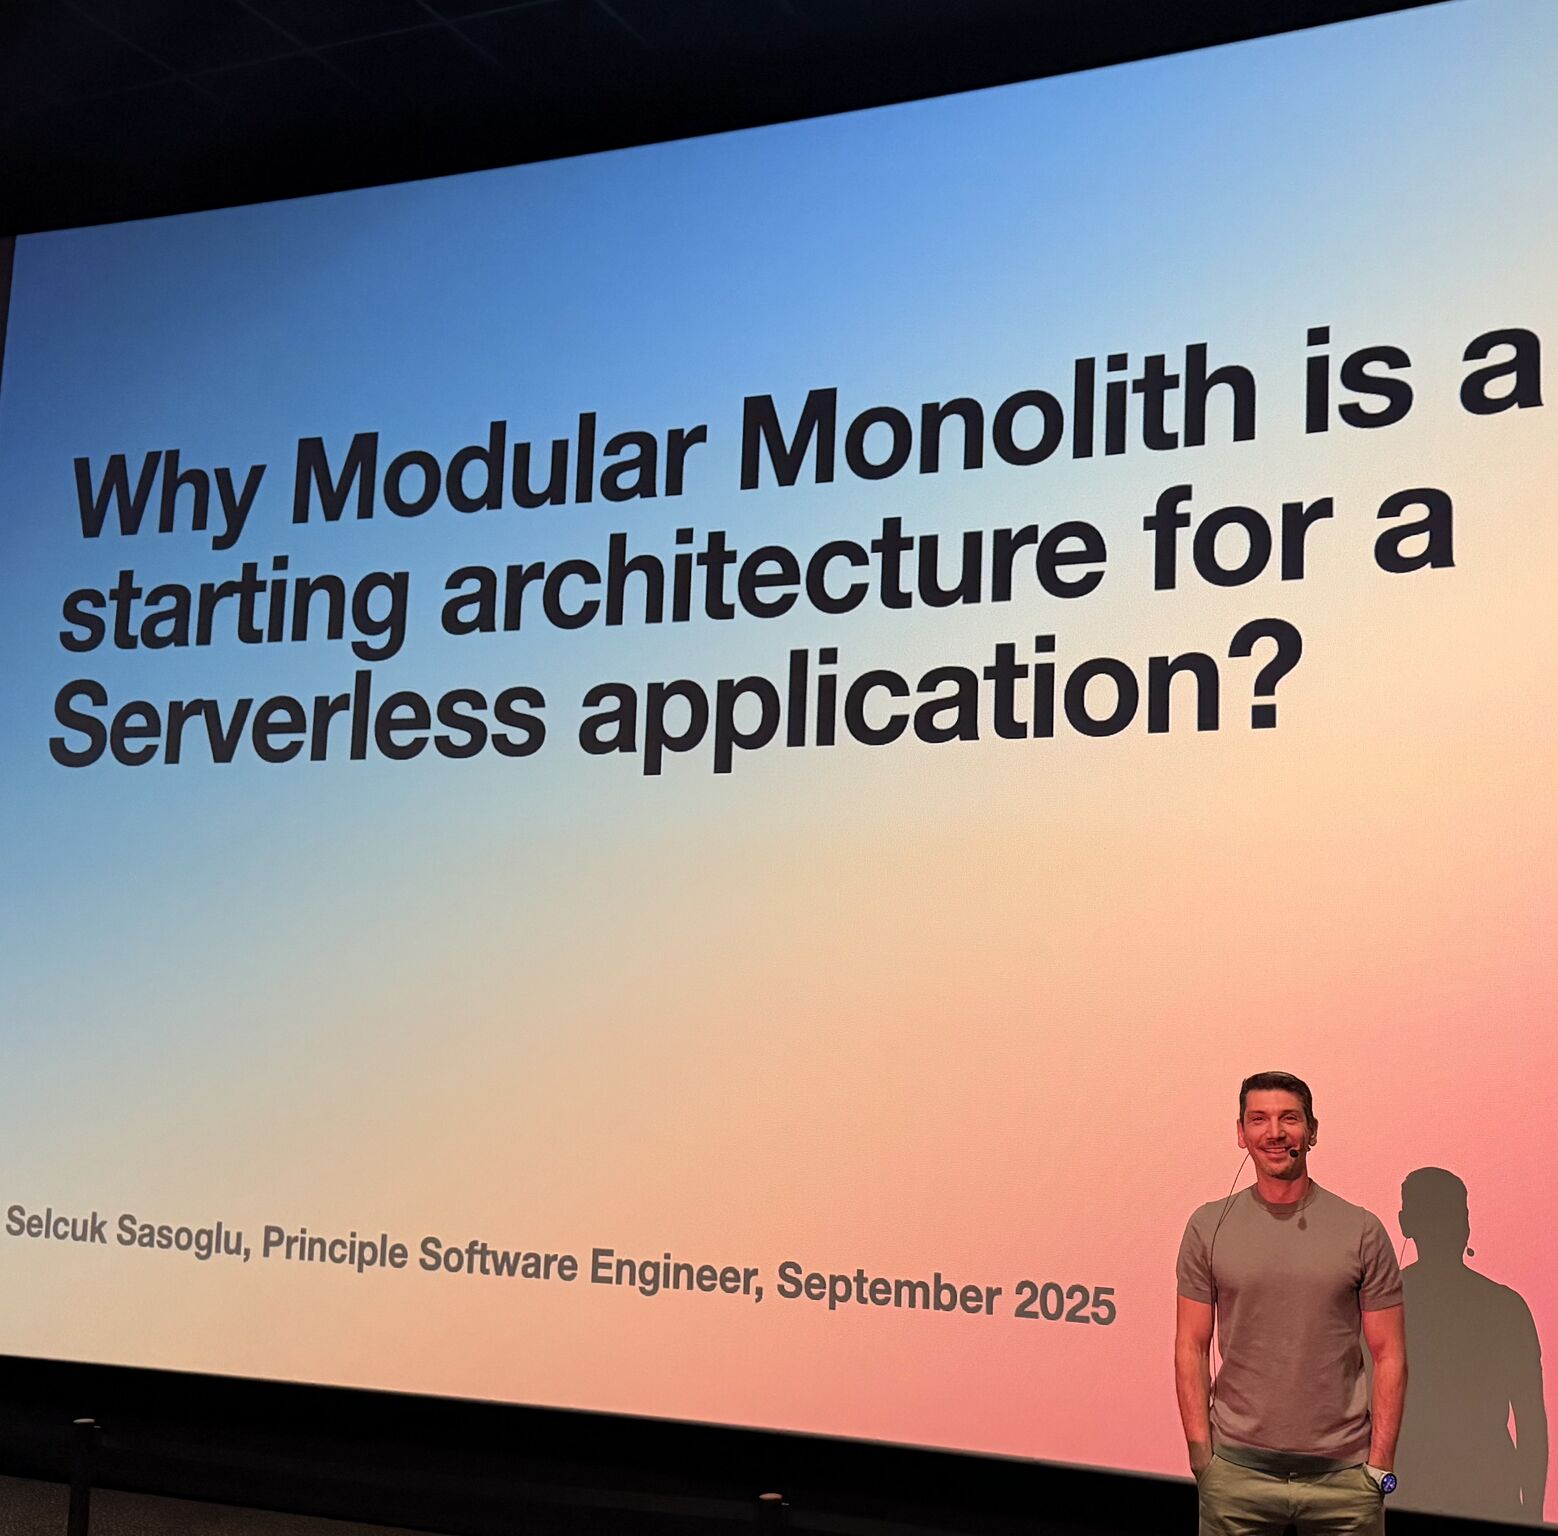 Why Modular Monolith is a
starting architecture for a
Serverless application?
Selcuk Sasoglu, Principle Software Engineer, September 2025